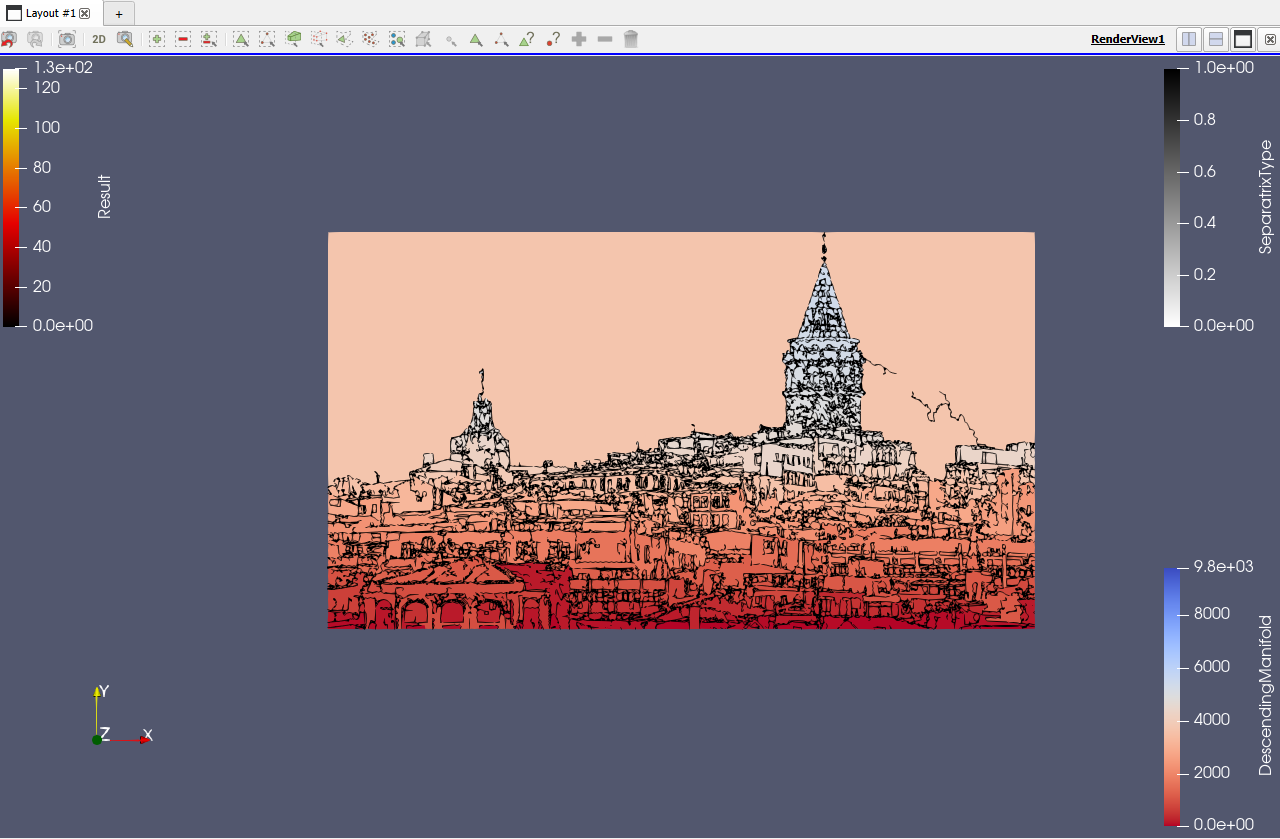 Layout #1
+
2D
RenderView1
1.3e+02
120
100
80
60
40
20
0.0e+00
Result
1.0e+00
0.8
0.6
0.4
0.2
0.0e+00
SeparatrixType
9.8e+03
8000
6000
4000
2000
0.0e+00
DescendingManifold
Y
Z
X